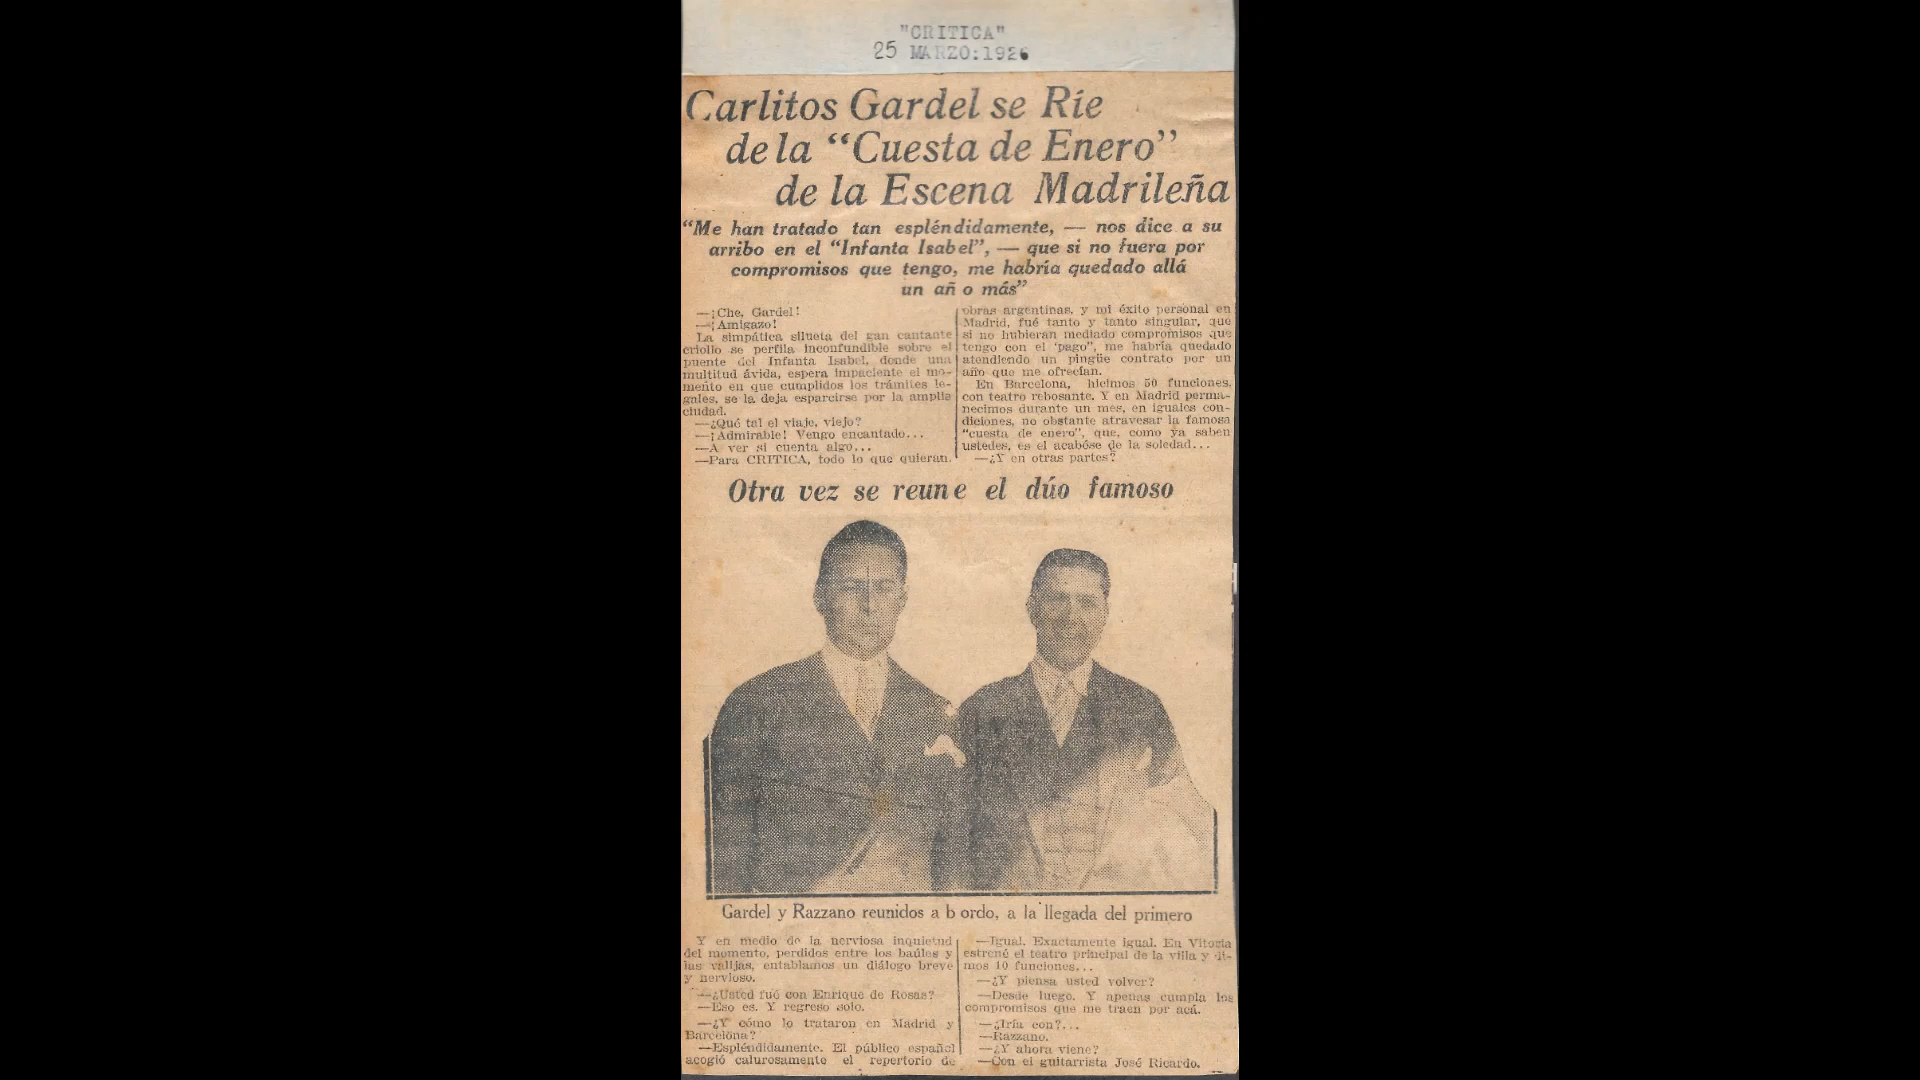 "CRITICA"
25 MARZO:1926
Carlitos Gardel se Ríe
de la “Cuesta de Enero”
de la Escena Madrileña
“Me han tratado tan espléndidamente, — nos dice a su
arribo en el “Infanta Isabel”, — que si no fuera por
compromisos que tengo, me habría quedado allá
un añ o más”
—¡Che, Gardel!
—¡Amigazo!
La simpática silueta del gan cantante
criollo se perfila inconfundible sobre el
puente del Infanta Isabel, donde una
multitud ávida, espera impaciente el mo-
mento en que cumplidos los trámites le-
gales, se la deja esparcirse por la amplia
ciudad.
—¿Qué tal el viaje, viejo?
—¡Admirable! Vengo encantado...
—A ver si cuenta algo...
—Para CRITICA, todo lo que quieran.
obras argentinas, y mi éxito personal en
Madrid, fué tanto y tanto singular, que
si no hubieran mediado compromisos que
tengo con el ‘pago”, me habría quedado
atendiendo un pingüe contrato por un
año que me ofrecían.
En Barcelona, hicimos 50 funciones,
con teatro rebosante. Y en Madrid perma-
necimos durante un mes, en iguales con-
diciones, no obstante atravesar la famosa
“cuesta de enero”, que, como ya saben
ustedes, es el acabóse de la soledad...
—¿Y en otras partes?
Otra vez se reune el dúo famoso
Gardel y Razzano reunidos a b ordo, a la llegada del primero
Y en medio de la nerviosa inquietud
del momento, perdidos entre los baúles y
las valijas, entablamos un diálogo breve
y nervioso.
—¿Usted fué con Enrique de Rosas?
—Eso es. Y regreso solo.
—¿Y cómo lo trataron en Madrid y
Barcelona?
—Espléndidamente. El público español
acogió calurosamente el repertorio de
—Igual. Exactamente igual. En Vitoria
estrené el teatro principal de la villa y di-
mos 10 funciones...
—¿Y piensa usted volver?
—Desde luego. Y apenas cumpla los
compromisos que me traen por acá.
—¿Iría con?...
—Razzano.
—¿Y ahora viene?
—Con el guitarrista José Ricardo.